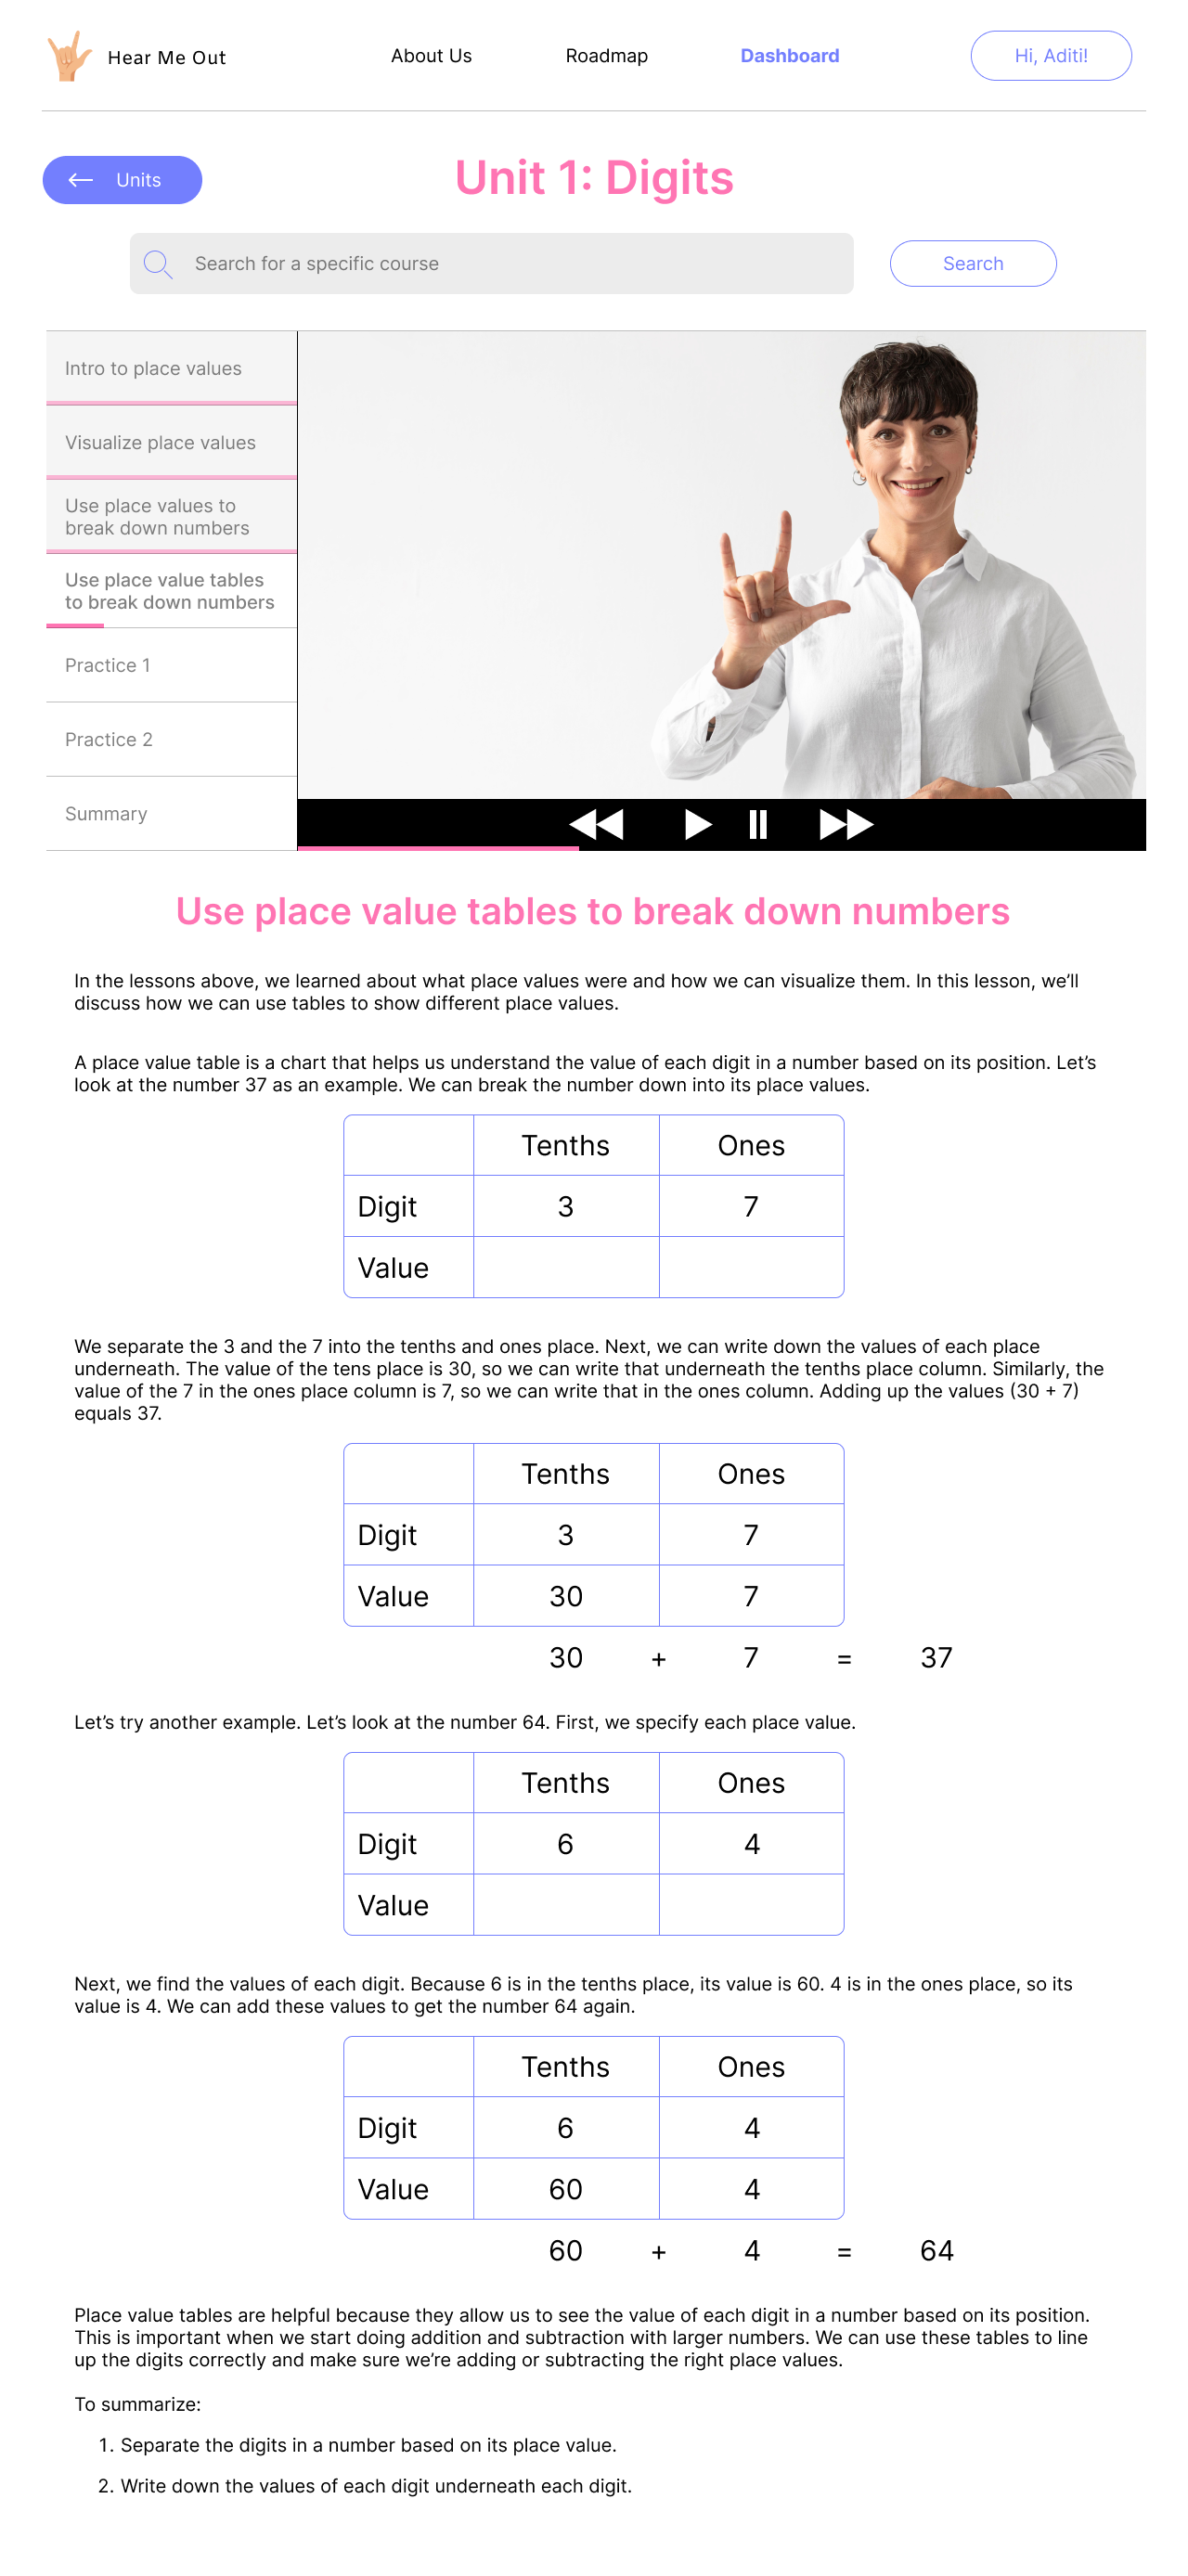 Hear Me Out
About Us
Roadmap
Dashboard
Hi, Aditi!
Units
Unit 1: Digits
Search for a specific course
Search
Intro to place values
Visualize place values
Use place values to
break down numbers
Use place value tables
to break down numbers
Practice 1
Practice 2
Summary
Use place value tables to break down numbers
In the lessons above, we learned about what place values were and how we can visualize them. In this lesson, we’ll
discuss how we can use tables to show different place values.
A place value table is a chart that helps us understand the value of each digit in a number based on its position. Let’s
look at the number 37 as an example. We can break the number down into its place values.
Tenths Ones
Digit 3 7
Value
We separate the 3 and the 7 into the tenths and ones place. Next, we can write down the values of each place
underneath. The value of the tens place is 30, so we can write that underneath the tenths place column. Similarly, the
value of the 7 in the ones place column is 7, so we can write that in the ones column. Adding up the values (30 + 7)
equals 37.
Tenths Ones
Digit 3 7
Value 30 7
30 + 7 = 37
Let’s try another example. Let’s look at the number 64. First, we specify each place value.
Tenths Ones
Digit 6 4
Value
Next, we find the values of each digit. Because 6 is in the tenths place, its value is 60. 4 is in the ones place, so its
value is 4. We can add these values to get the number 64 again.
Tenths Ones
Digit 6 4
Value 60 4
60 + 4 = 64
Place value tables are helpful because they allow us to see the value of each digit in a number based on its position.
This is important when we start doing addition and subtraction with larger numbers. We can use these tables to line
up the digits correctly and make sure we’re adding or subtracting the right place values.
To summarize:
1. Separate the digits in a number based on its place value.
2. Write down the values of each digit underneath each digit.